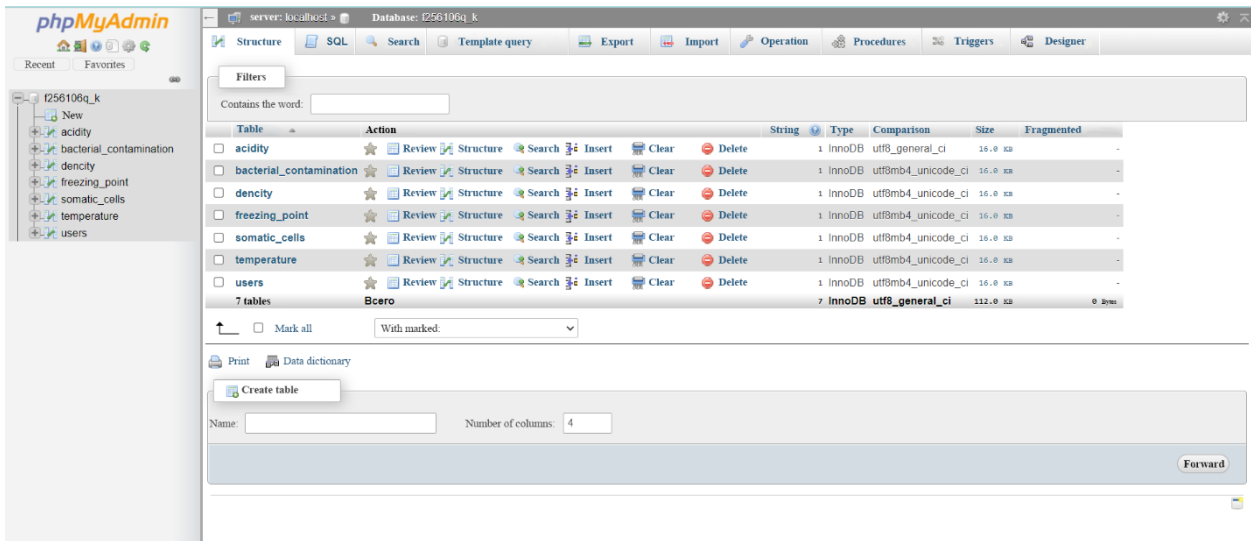 phpMyAdmin
Recent Favorites
f256106q_k
New
acidity
bacterial_contamination
dencity
freezing_point
somatic_cells
temperature
users
server: localhost » Database: f256106q_k
Structure SQL Search Template query Export Import Operation Procedures Triggers Designer
Filters
Contains the word:
Table Action String Type Comparison Size Fragmented
acidity Review Structure Search Insert Clear Delete 1 InnoDB utf8_general_ci 16.0 KB -
bacterial_contamination Review Structure Search Insert Clear Delete 1 InnoDB utf8mb4_unicode_ci 16.0 KB -
dencity Review Structure Search Insert Clear Delete 1 InnoDB utf8mb4_unicode_ci 16.0 KB -
freezing_point Review Structure Search Insert Clear Delete 1 InnoDB utf8mb4_unicode_ci 16.0 KB -
somatic_cells Review Structure Search Insert Clear Delete 1 InnoDB utf8mb4_unicode_ci 16.0 KB -
temperature Review Structure Search Insert Clear Delete 1 InnoDB utf8mb4_unicode_ci 16.0 KB -
users Review Structure Search Insert Clear Delete 1 InnoDB utf8mb4_unicode_ci 16.0 KB -
7 tables Всего 7 InnoDB utf8_general_ci 112.0 KB 0 Bytes
Mark all With marked:
Print Data dictionary
Create table
Name: Number of columns: 4
Forward